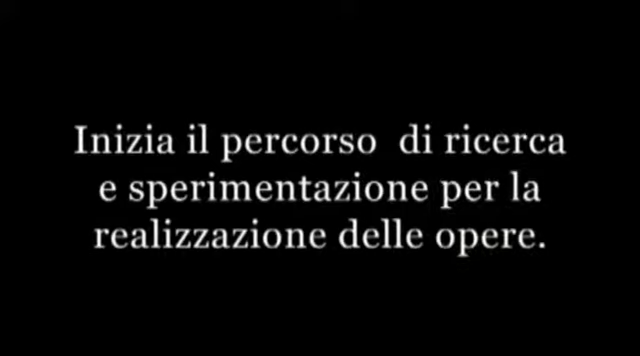 Inizia il percorso  di ricerca
e sperimentazione per la
realizzazione delle opere.